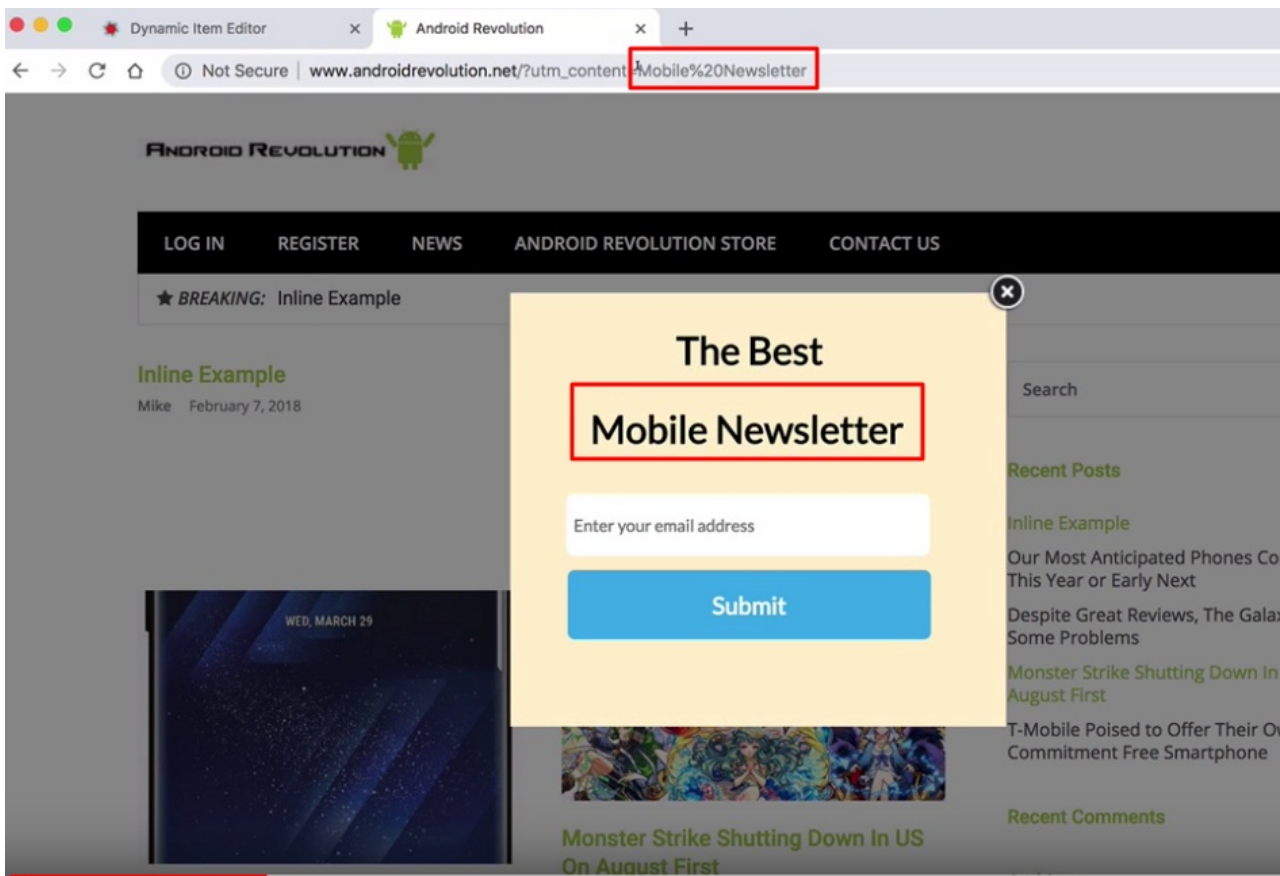 Dynamic Item Editor
Android Revolution
Not Secure | www.androidrevolution.net/?utm_content=Mobile%20Newsletter
ANDROID REVOLUTION
LOG IN REGISTER NEWS ANDROID REVOLUTION STORE CONTACT US
BREAKING: Inline Example
Inline Example
Mike February 7, 2018
WED, MARCH 29
The Best
Mobile Newsletter
Enter your email address
Submit
Monster Strike Shutting Down In US
On August First
Search
Recent Posts
Inline Example
Our Most Anticipated Phones Co
This Year or Early Next
Despite Great Reviews, The Gala
Some Problems
Monster Strike Shutting Down In
August First
T-Mobile Poised to Offer Their O
Commitment Free Smartphone
Recent Comments